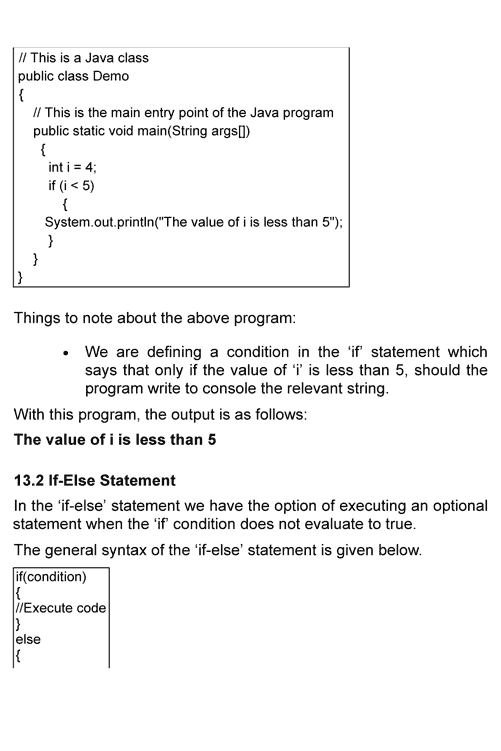 // This is a Java class
public class Demo
{
// This is the main entry point of the Java program
public static void main(String args[])
{
int i = 4;
if (i < 5)
{
System.out.println("The value of i is less than 5");
}
}
}
Things to note about the above program:
• We are defining a condition in the ‘if’ statement which
says that only if the value of ‘i’ is less than 5, should the
program write to console the relevant string.
With this program, the output is as follows:
The value of i is less than 5
13.2 If-Else Statement
In the ‘if-else’ statement we have the option of executing an optional
statement when the ‘if’ condition does not evaluate to true.
The general syntax of the ‘if-else’ statement is given below.
if(condition)
{
//Execute code
}
else
{